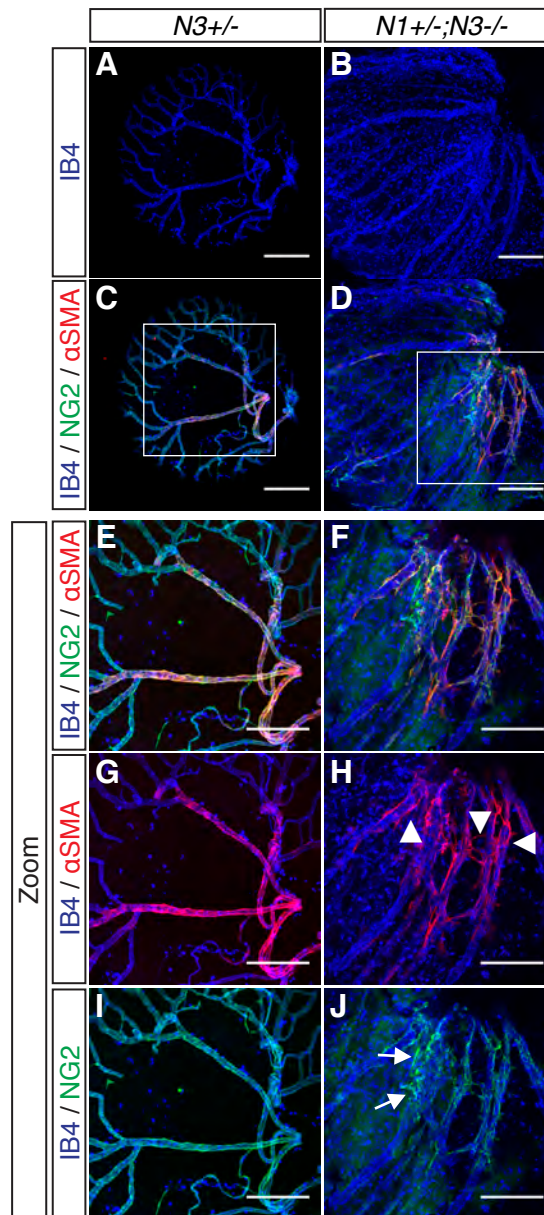 N3+/-
N1+/-;N3-/-
IB4
A
B
IB4 / NG2 / αSMA
C
D
Zoom
IB4 / NG2 / αSMA
E
F
IB4 / αSMA
G
H
IB4 / NG2
I
J